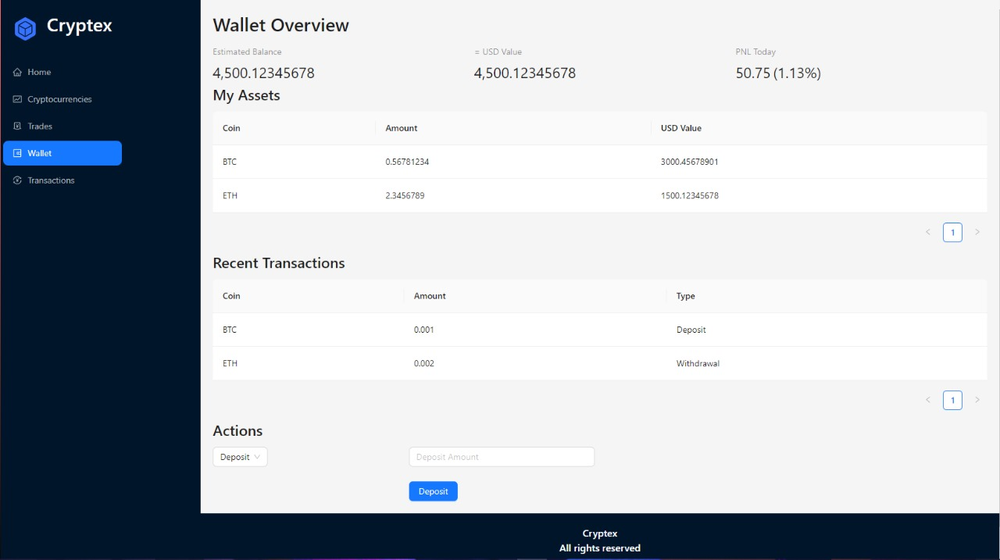 Cryptex
Home
Cryptocurrencies
Trades
Wallet
Transactions
Wallet Overview
Estimated Balance = USD Value PNL Today
4,500.12345678 4,500.12345678 50.75 (1.13%)
My Assets
Coin Amount USD Value
BTC 0.56781234 3000.45678901
ETH 2.3456789 1500.12345678
< 1 >
Recent Transactions
Coin Amount Type
BTC 0.001 Deposit
ETH 0.002 Withdrawal
< 1 >
Actions
Deposit Deposit Amount
Deposit
Cryptex
All rights reserved